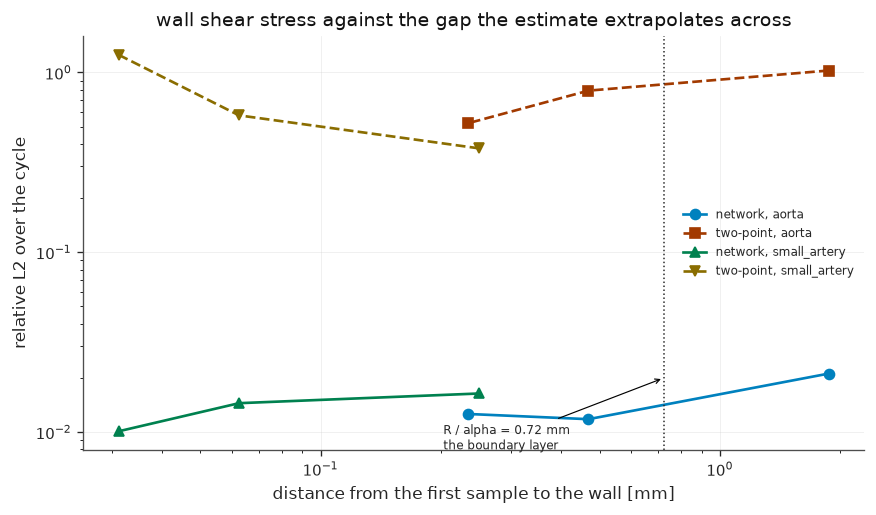 wall shear stress against the gap the estimate extrapolates across
relative L2 over the cycle
10⁰
10⁻¹
10⁻²
network, aorta
two-point, aorta
network, small_artery
two-point, small_artery
R / alpha = 0.72 mm
the boundary layer
10⁻¹
10⁰
distance from the first sample to the wall [mm]